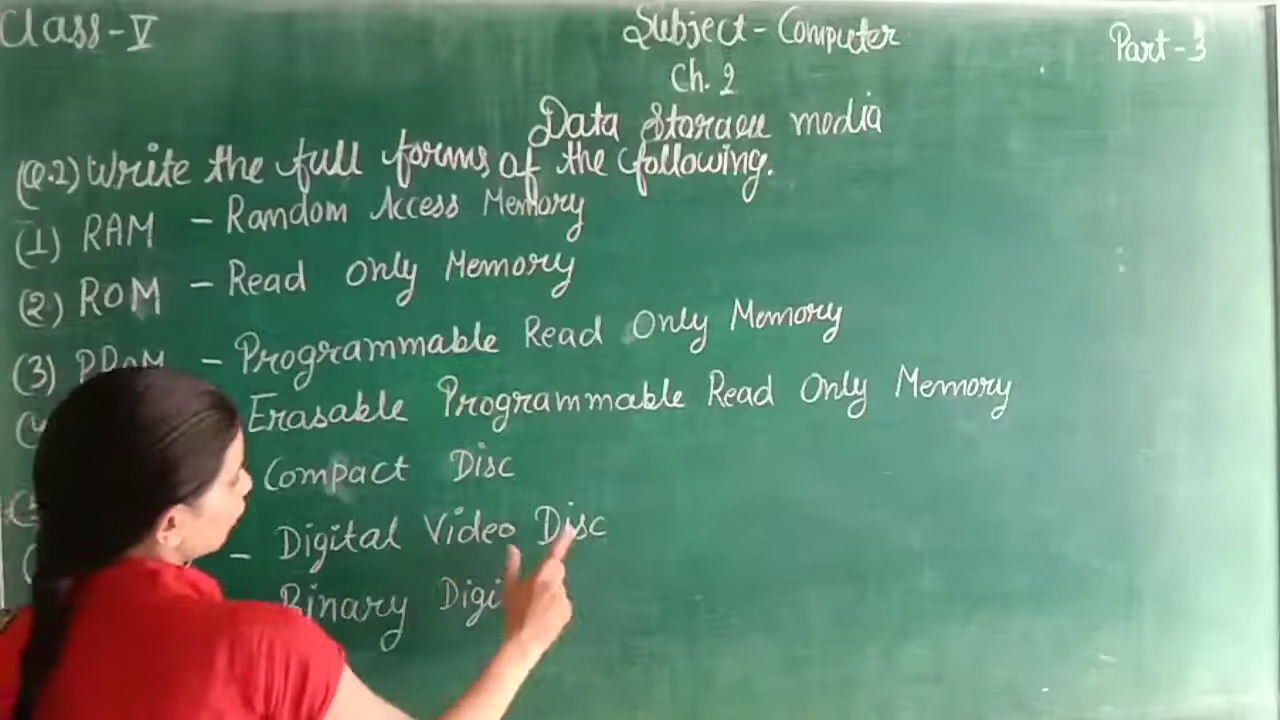 Class-V
Subject - Computer
Part-3
Ch. 2
Data Storage media
(Q.2) Write the full forms of the following.
(1) RAM - Random Access Memory
(2) ROM - Read Only Memory
(3) PROM - Programmable Read Only Memory
Erasable Programmable Read Only Memory
Compact Disc
- Digital Video Disc
Binary Digi